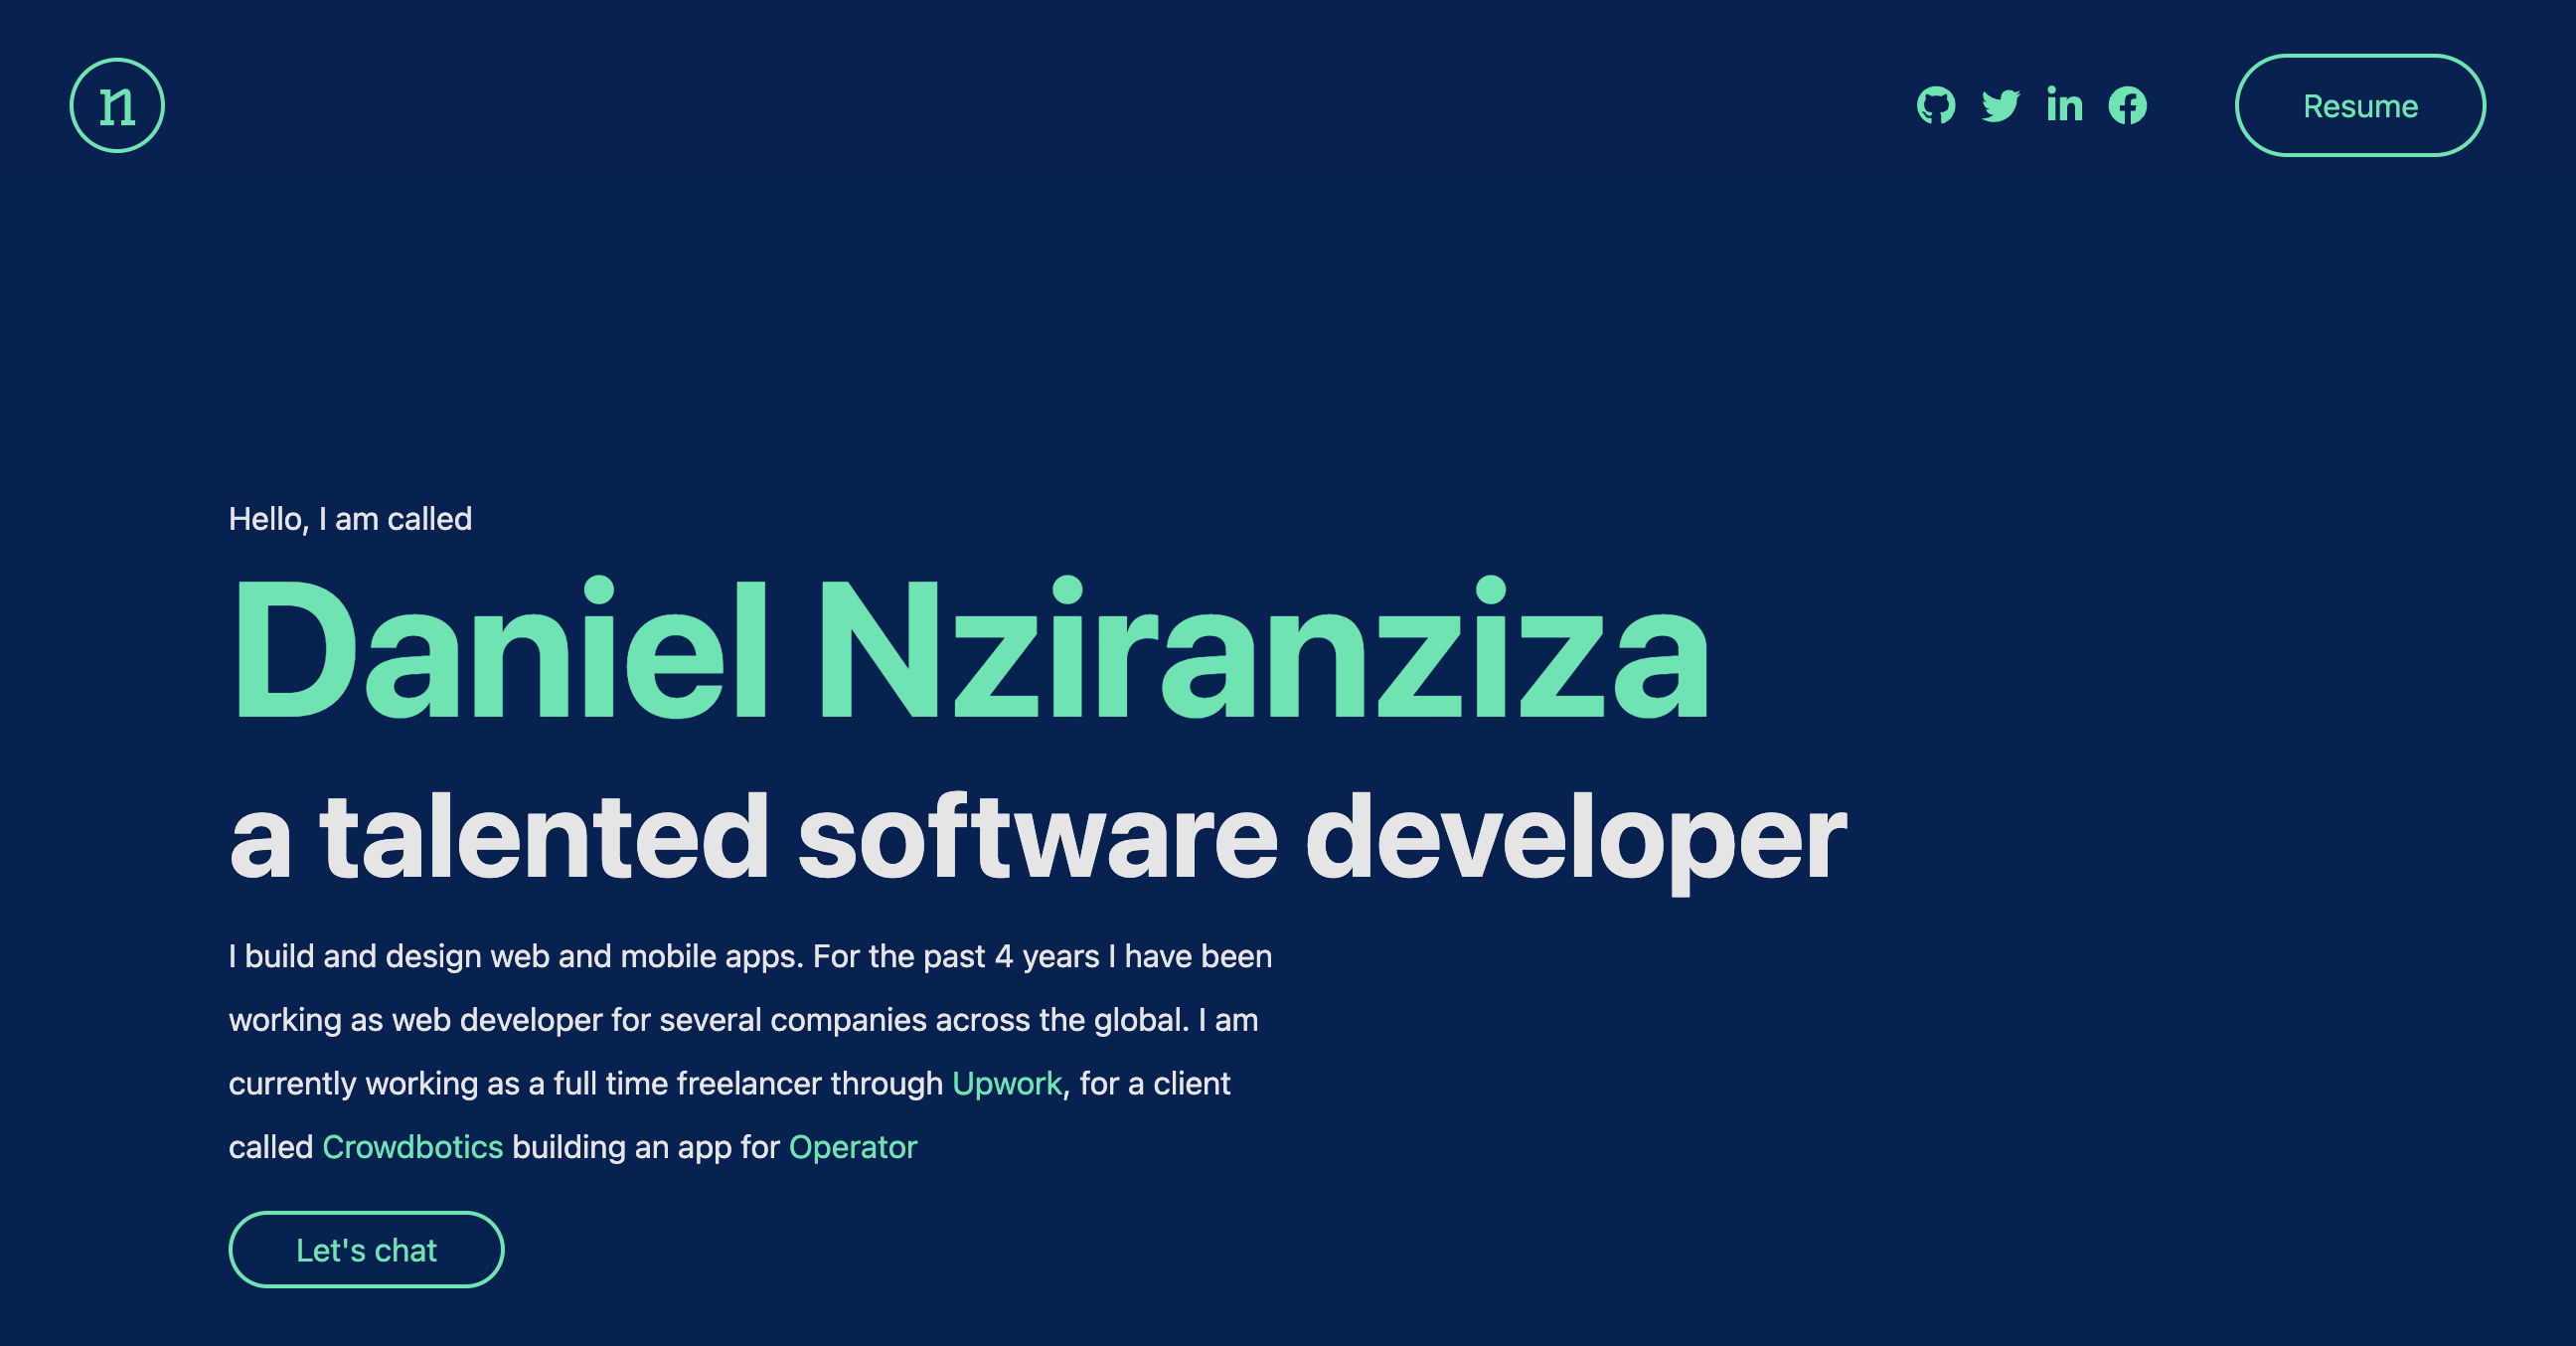 n
Resume
Hello, I am called
Daniel Nziranziza
a talented software developer
I build and design web and mobile apps. For the past 4 years I have been
working as web developer for several companies across the global. I am
currently working as a full time freelancer through Upwork, for a client
called Crowdbotics building an app for Operator
Let's chat